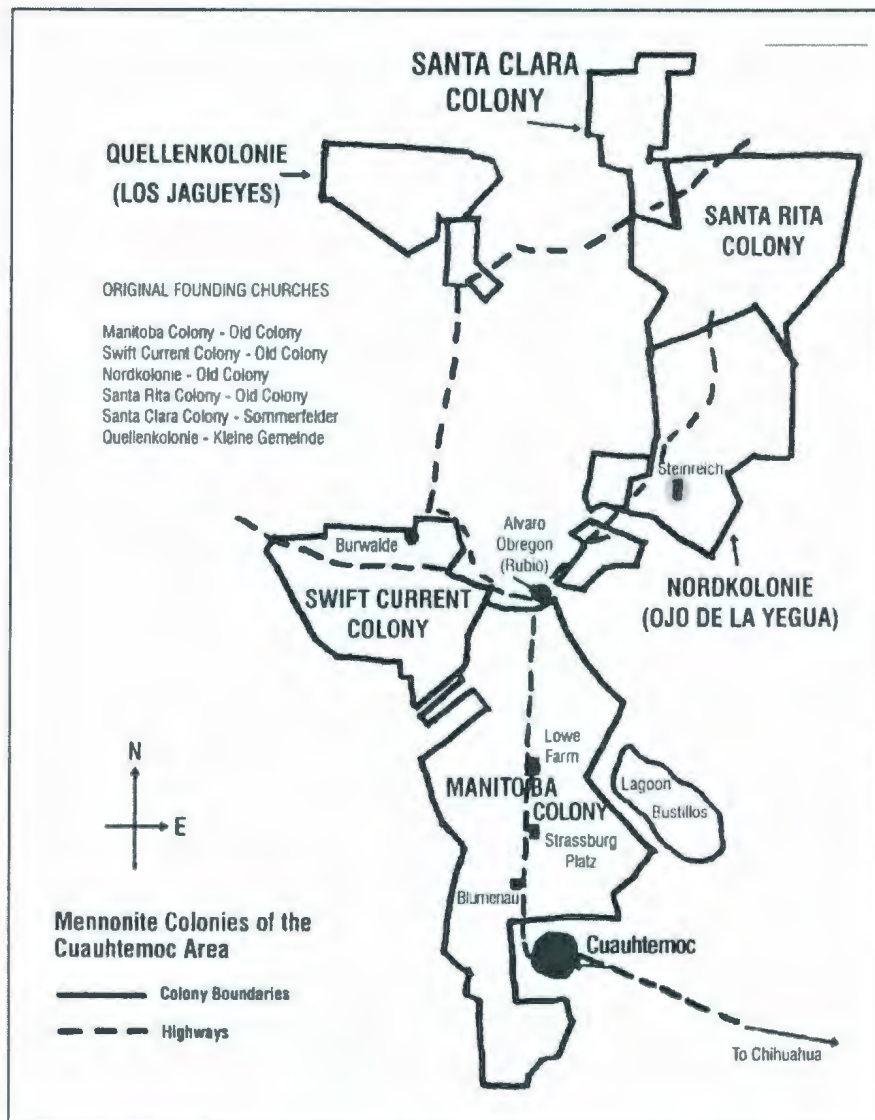 SANTA CLARA
COLONY
QUELLENKOLONIE
(LOS JAGUEYES)
SANTA RITA
COLONY
ORIGINAL FOUNDING CHURCHES
Manitoba Colony - Old Colony
Swift Current Colony - Old Colony
Nordkolonie - Old Colony
Santa Rita Colony - Old Colony
Santa Clara Colony - Sommerfelder
Quellenkolonie - Kleine Gemeinde
Steinreich
Burwalde
Alvaro
Obregon
(Rubio)
SWIFT CURRENT
COLONY
NORDKOLONIE
(OJO DE LA YEGUA)
N
E
Lowe
Farm
MANITOBA
COLONY
Lagoon
Bustillos
Strassburg
Platz
Blumenau
Mennonite Colonies of the
Cuauhtemoc Area
Cuauhtemoc
Colony Boundaries
Highways
To Chihuahua